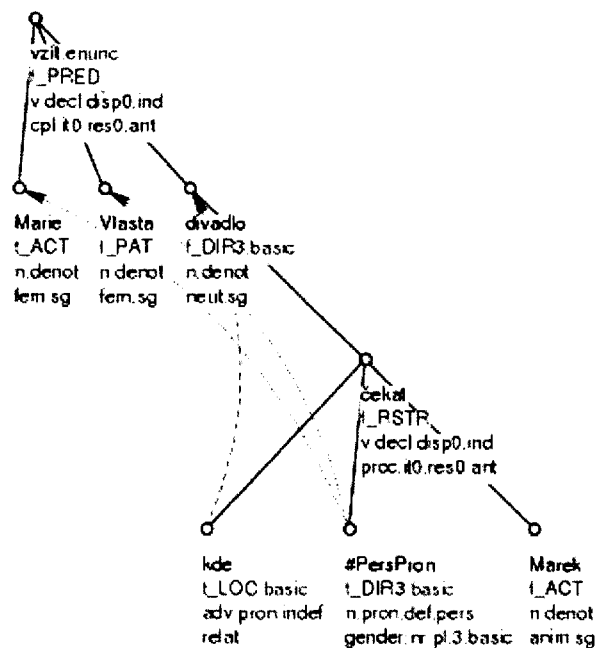 vzít.enunc
f_PRED
v decl disp0.ind
cpl it0 res0.ant
Marie Vlasta divadlo
t_ACT t_PAT f_DIR3.basic
n.denot n denot n.denot
fem sg fem.sg neut.sg
čekat
f_RSTR
v decl disp0.ind
proc.it0.res0 ant
kde #PersPron Marek
t_LOC basic t_DIR3 basic t_ACT
adv pron indef n.pron.def.pers n denot
relat gender.nr pl.3.basic anim sg